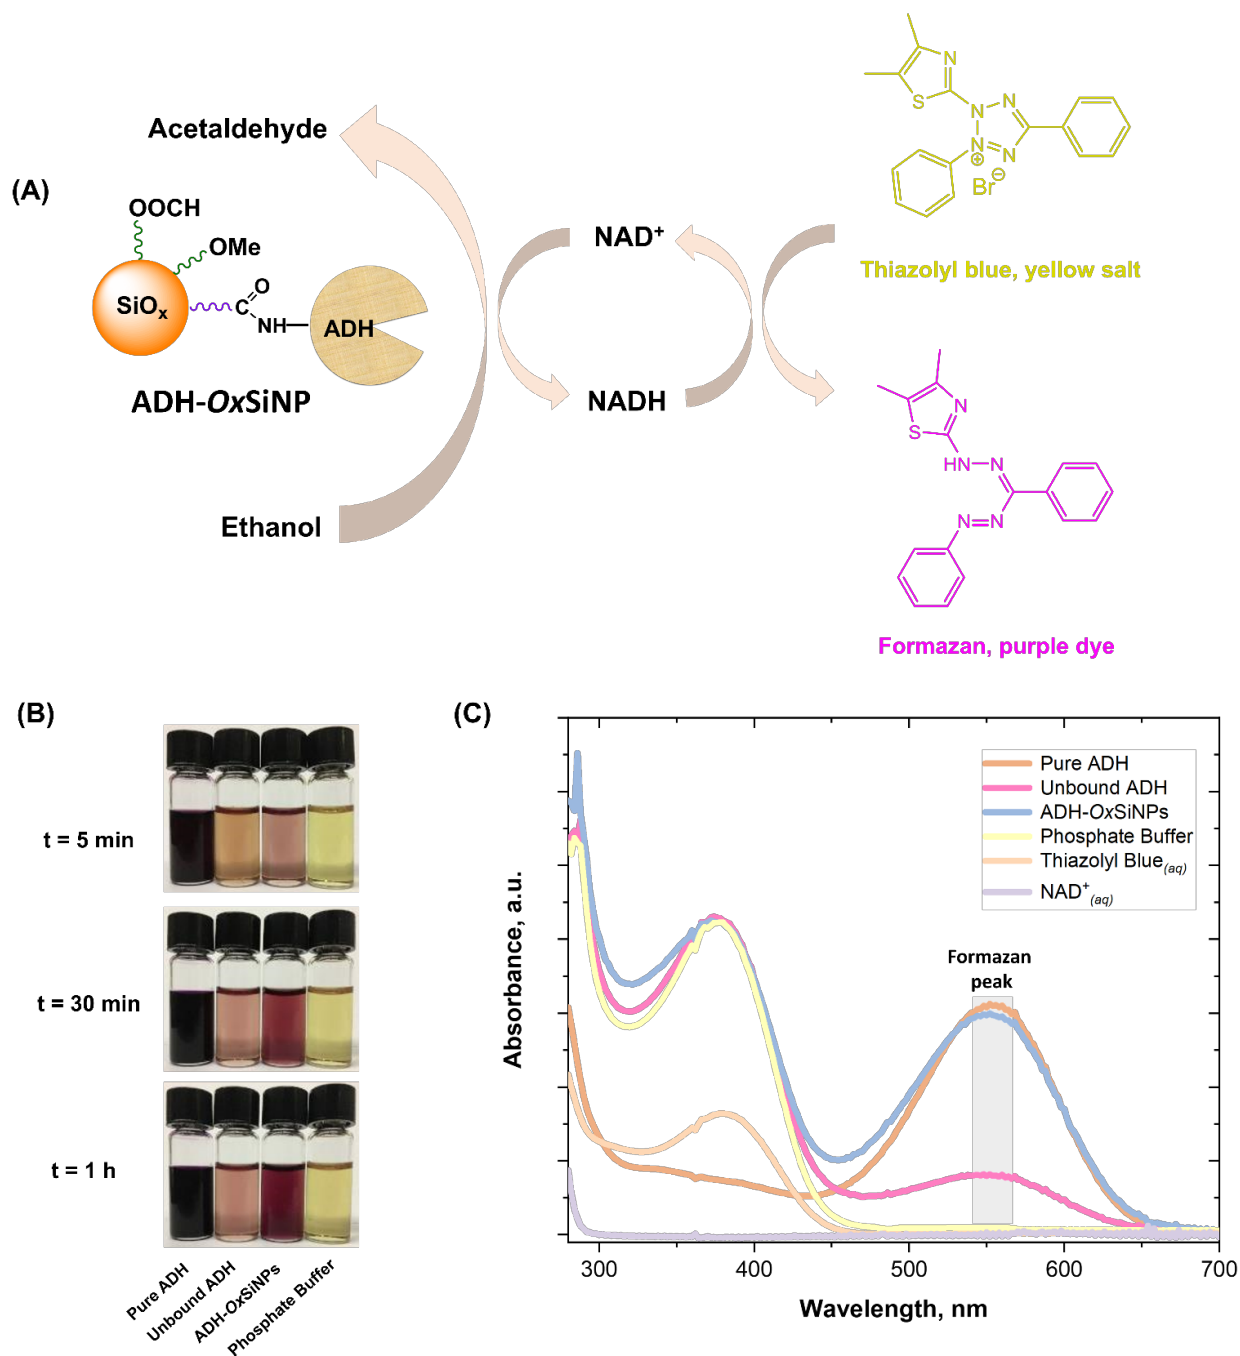 (A)
Acetaldehyde
OOCH
OMe
SiOx
C
O
NH
ADH
ADH-OxSiNP
Ethanol
NAD⁺
NADH
N
S
N
N
N
N
⊕
Br⊖
Thiazolyl blue, yellow salt
N
S
HN
N
N
N
Formazan, purple dye
(B)
t = 5 min
t = 30 min
t = 1 h
Pure ADH
Unbound ADH
ADH-OxSiNPs
Phosphate Buffer
(C)
Absorbance, a.u.
Pure ADH
Unbound ADH
ADH-OxSiNPs
Phosphate Buffer
Thiazolyl Blue(aq)
NAD⁺(aq)
Formazan
peak
300
400
500
600
700
Wavelength, nm